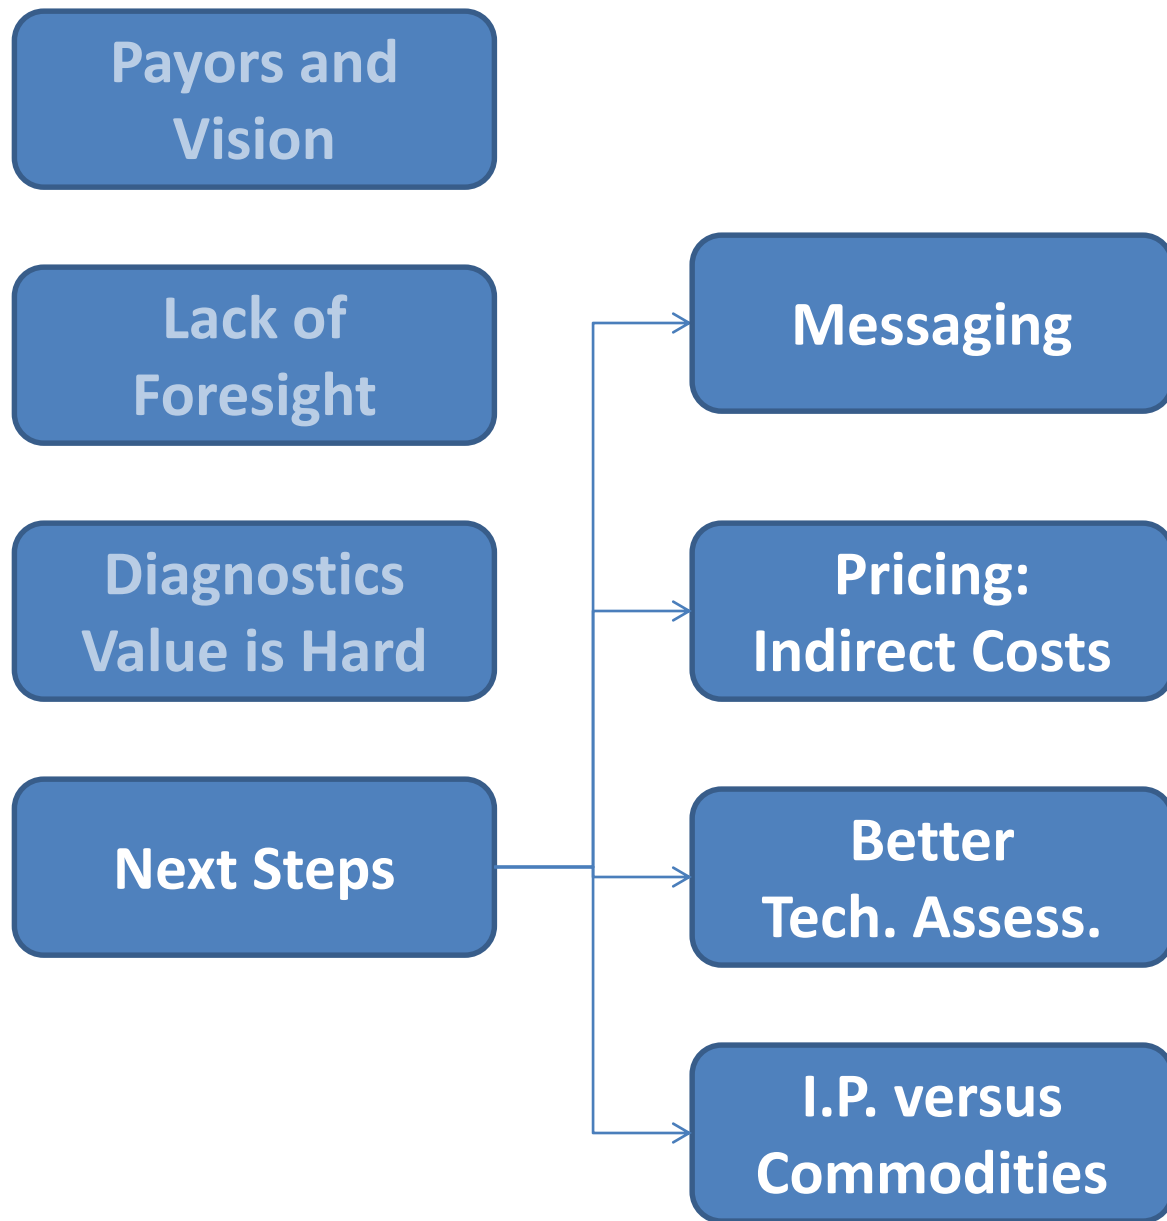 Payors and
Vision
Lack of
Foresight
Diagnostics
Value is Hard
Next Steps
Messaging
Pricing:
Indirect Costs
Better
Tech. Assess.
I.P. versus
Commodities